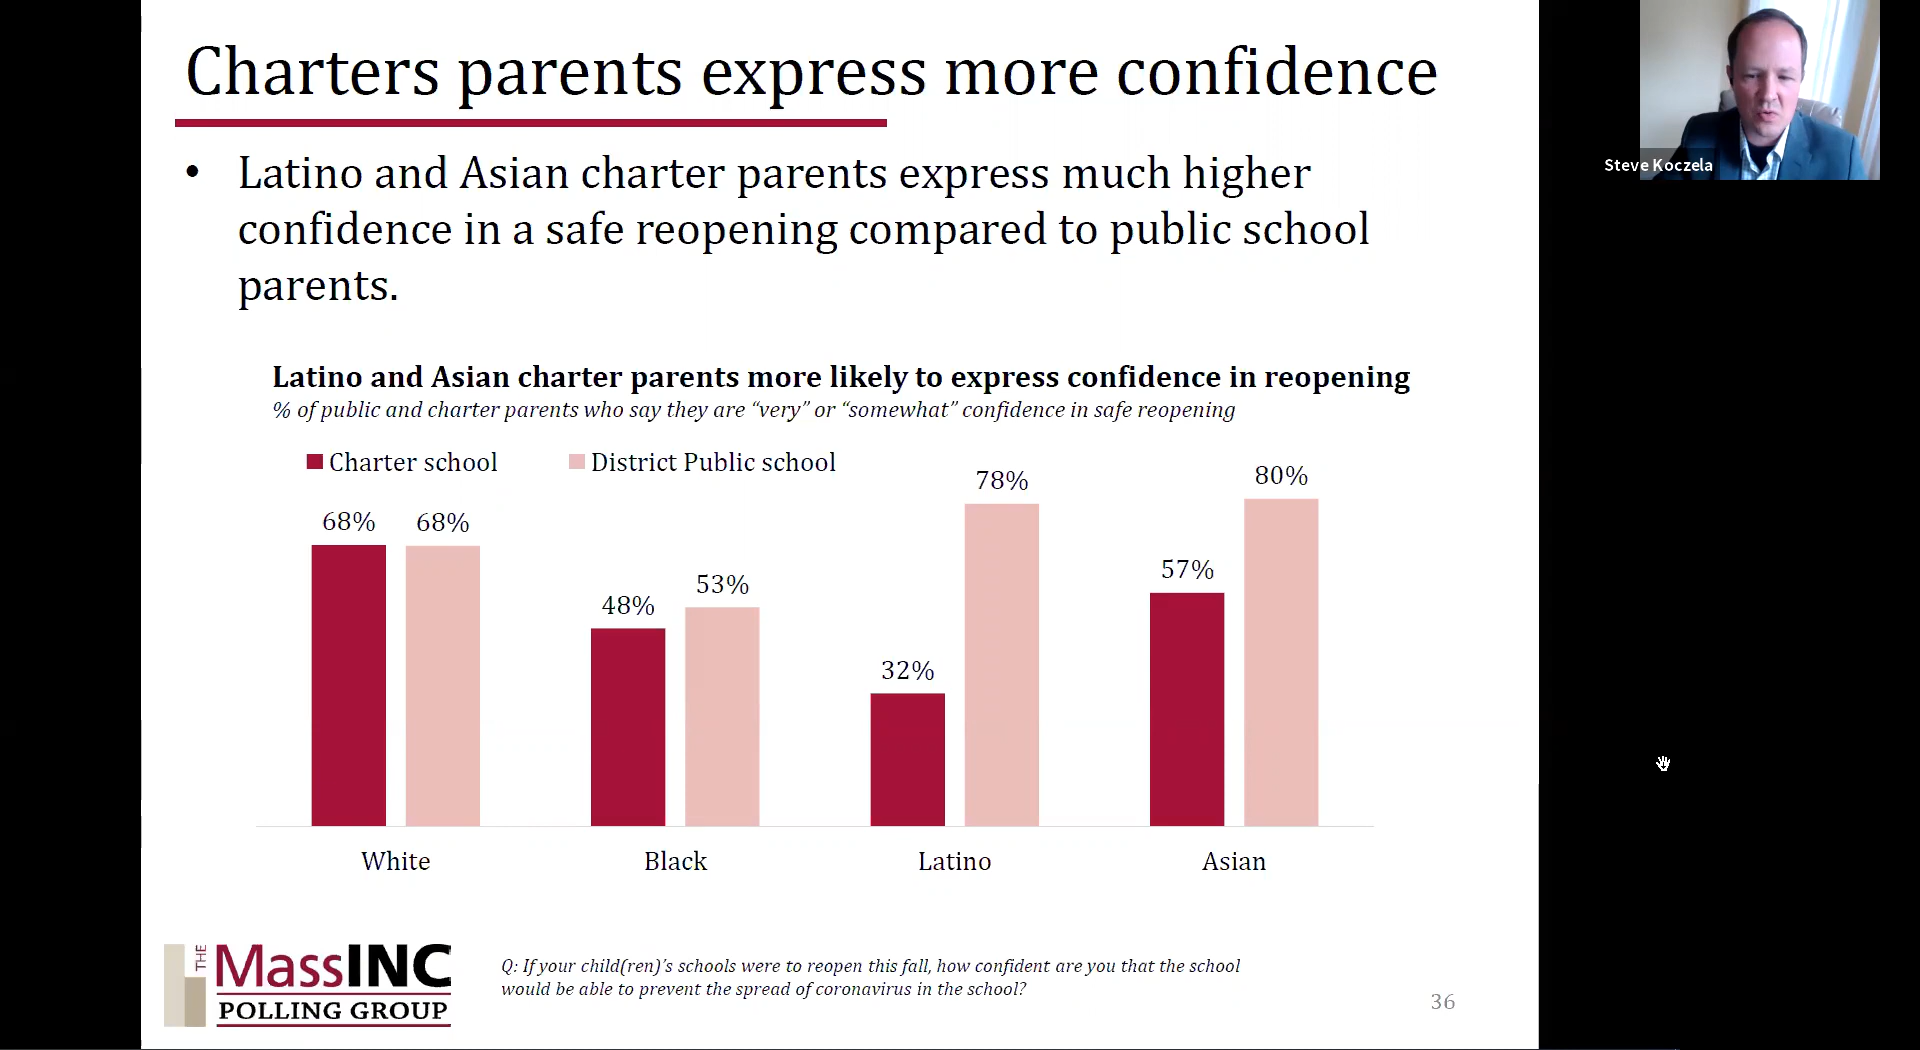 Charters parents express more confidence
• Latino and Asian charter parents express much higher
confidence in a safe reopening compared to public school
parents.
Latino and Asian charter parents more likely to express confidence in reopening
% of public and charter parents who say they are “very” or “somewhat” confidence in safe reopening
Charter school
District Public school
68%
68%
48%
53%
32%
78%
57%
80%
White
Black
Latino
Asian
THE
MassINC
POLLING GROUP
Q: If your child(ren)’s schools were to reopen this fall, how confident are you that the school
would be able to prevent the spread of coronavirus in the school?
36
Steve Koczela